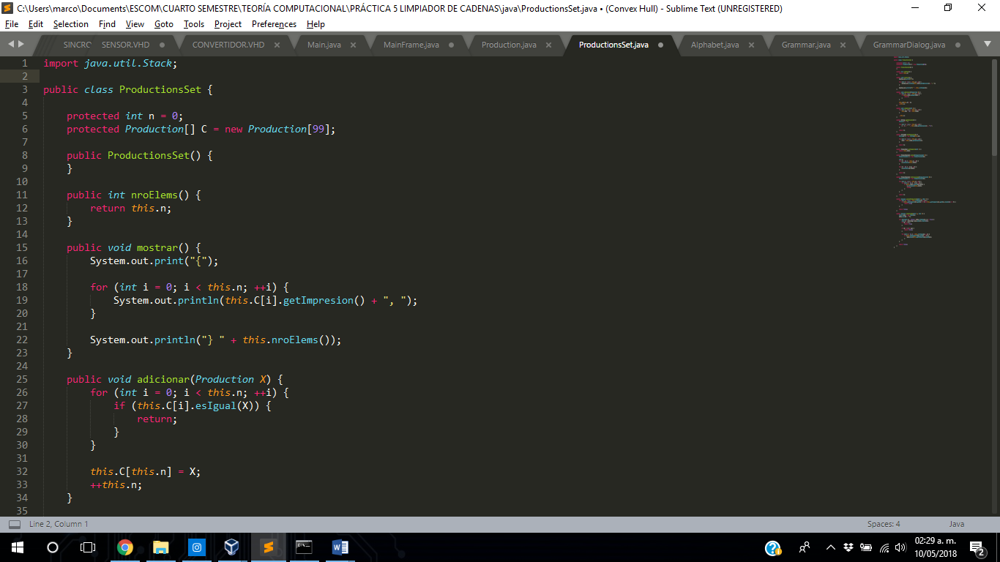 C:\Users\marco\Documents\ESCOM\CUARTO SEMESTRE\TEORÍA COMPUTACIONAL\PRÁCTICA 5 LIMPIADOR DE CADENAS\java\ProductionsSet.java • (Convex Hull) - Sublime Text (UNREGISTERED)
File Edit Selection Find View Goto Tools Project Preferences Help
SINCRO SENSOR.VHD CONVERTIDOR.VHD Main.java MainFrame.java Production.java ProductionsSet.java Alphabet.java Grammar.java GrammarDialog.java
1 import java.util.Stack;
2
3 public class ProductionsSet {
4
5     protected int n = 0;
6     protected Production[] C = new Production[99];
7
8     public ProductionsSet() {
9     }
10
11     public int nroElems() {
12         return this.n;
13     }
14
15     public void mostrar() {
16         System.out.print("{");
17
18         for (int i = 0; i < this.n; ++i) {
19             System.out.println(this.C[i].getImpresion() + ", ");
20         }
21
22         System.out.println("} " + this.nroElems());
23     }
24
25     public void adicionar(Production X) {
26         for (int i = 0; i < this.n; ++i) {
27             if (this.C[i].esIgual(X)) {
28                 return;
29             }
30         }
31
32         this.C[this.n] = X;
33         ++this.n;
34     }
35
Line 2, Column 1 Spaces: 4 Java
02:29 a. m.
10/05/2018
2